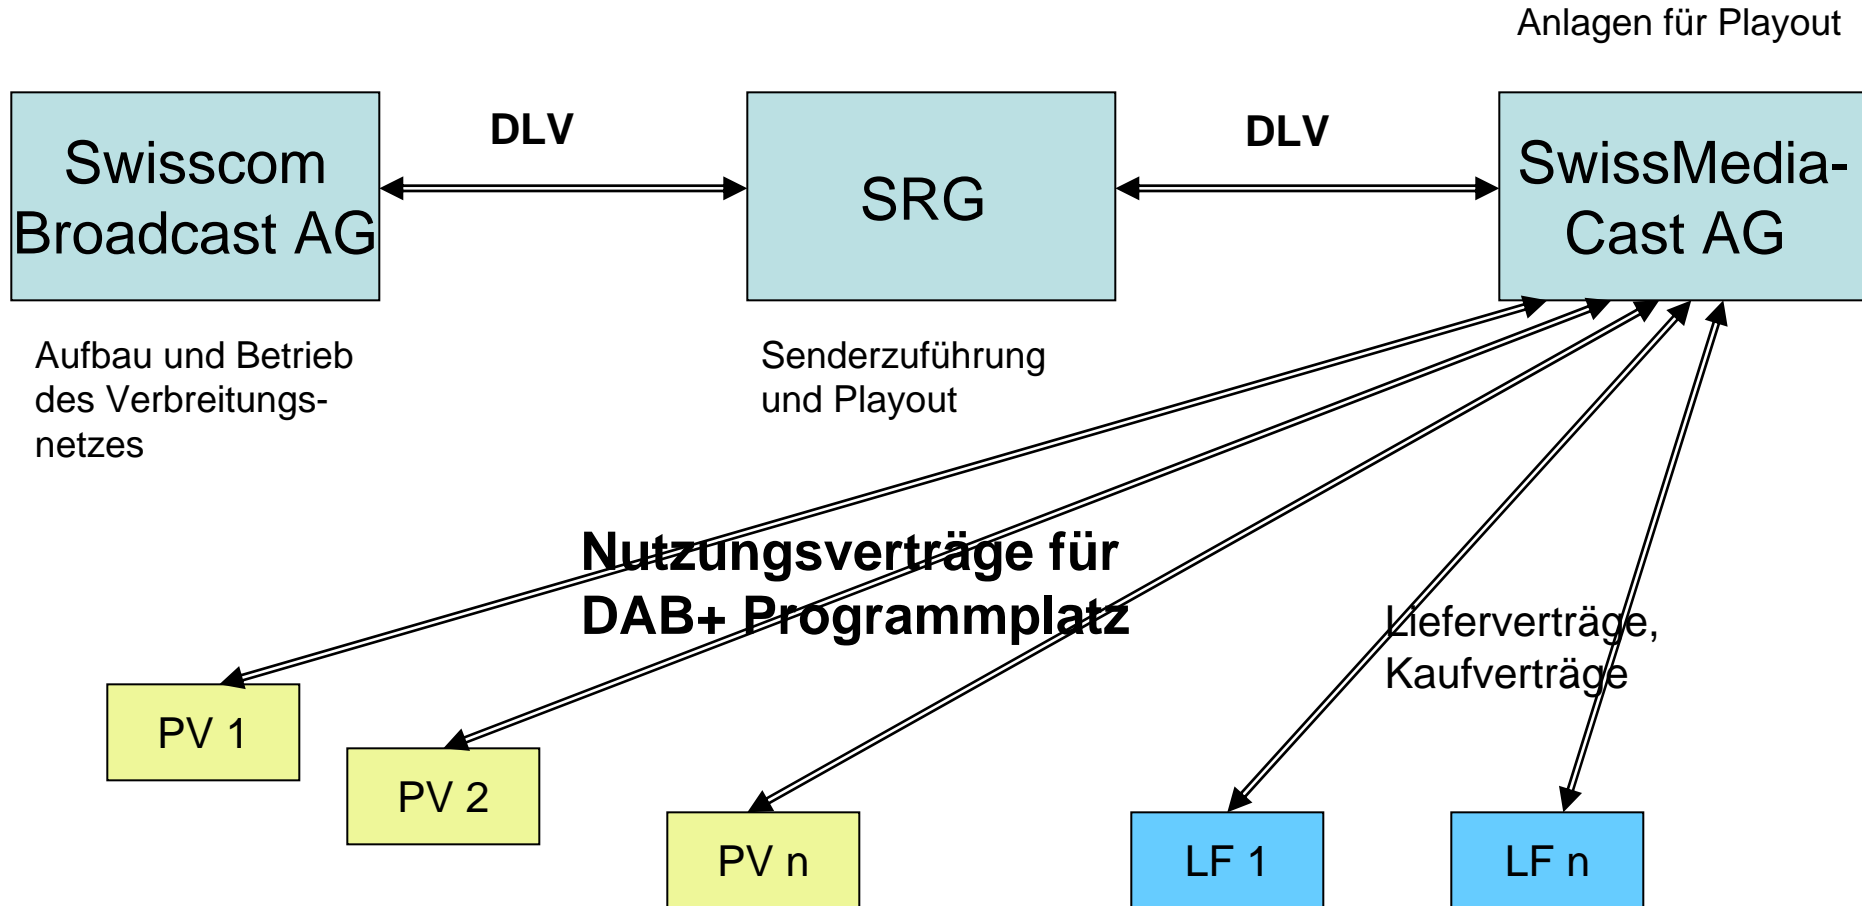 Anlagen für Playout
DLV
DLV
Swisscom
Broadcast AG
SRG
SwissMedia-
Cast AG
Aufbau und Betrieb
des Verbreitungs-
netzes
Senderzuführung
und Playout
Nutzungsverträge für
DAB+ Programmplatz
Lieferverträge,
Kaufverträge
PV 1
PV 2
PV n
LF 1
LF n